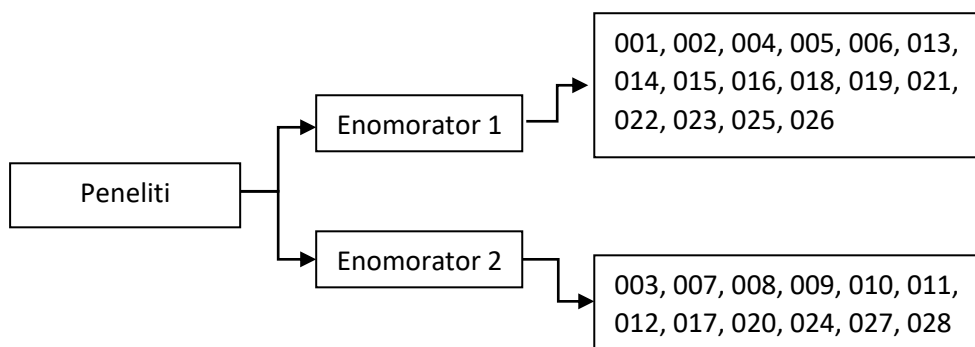 Peneliti
Enomorator 1
001, 002, 004, 005, 006, 013,
014, 015, 016, 018, 019, 021,
022, 023, 025, 026
Enomorator 2
003, 007, 008, 009, 010, 011,
012, 017, 020, 024, 027, 028